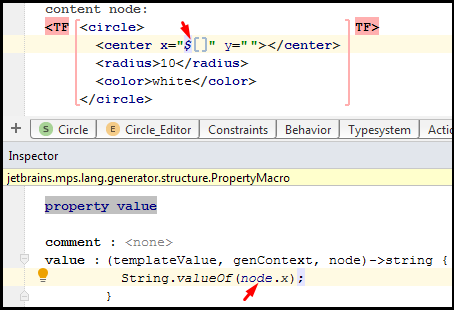 content node:
<TF <circle> TF>
<center x="$[]" y=""></center>
<radius>10</radius>
<color>white</color>
</circle>
+ S Circle E Circle_Editor Constraints Behavior Typesystem Actio
Inspector
jetbrains.mps.lang.generator.structure.PropertyMacro
property value
comment : <none>
value : (templateValue, genContext, node)->string {
String.valueOf(node.x);
}